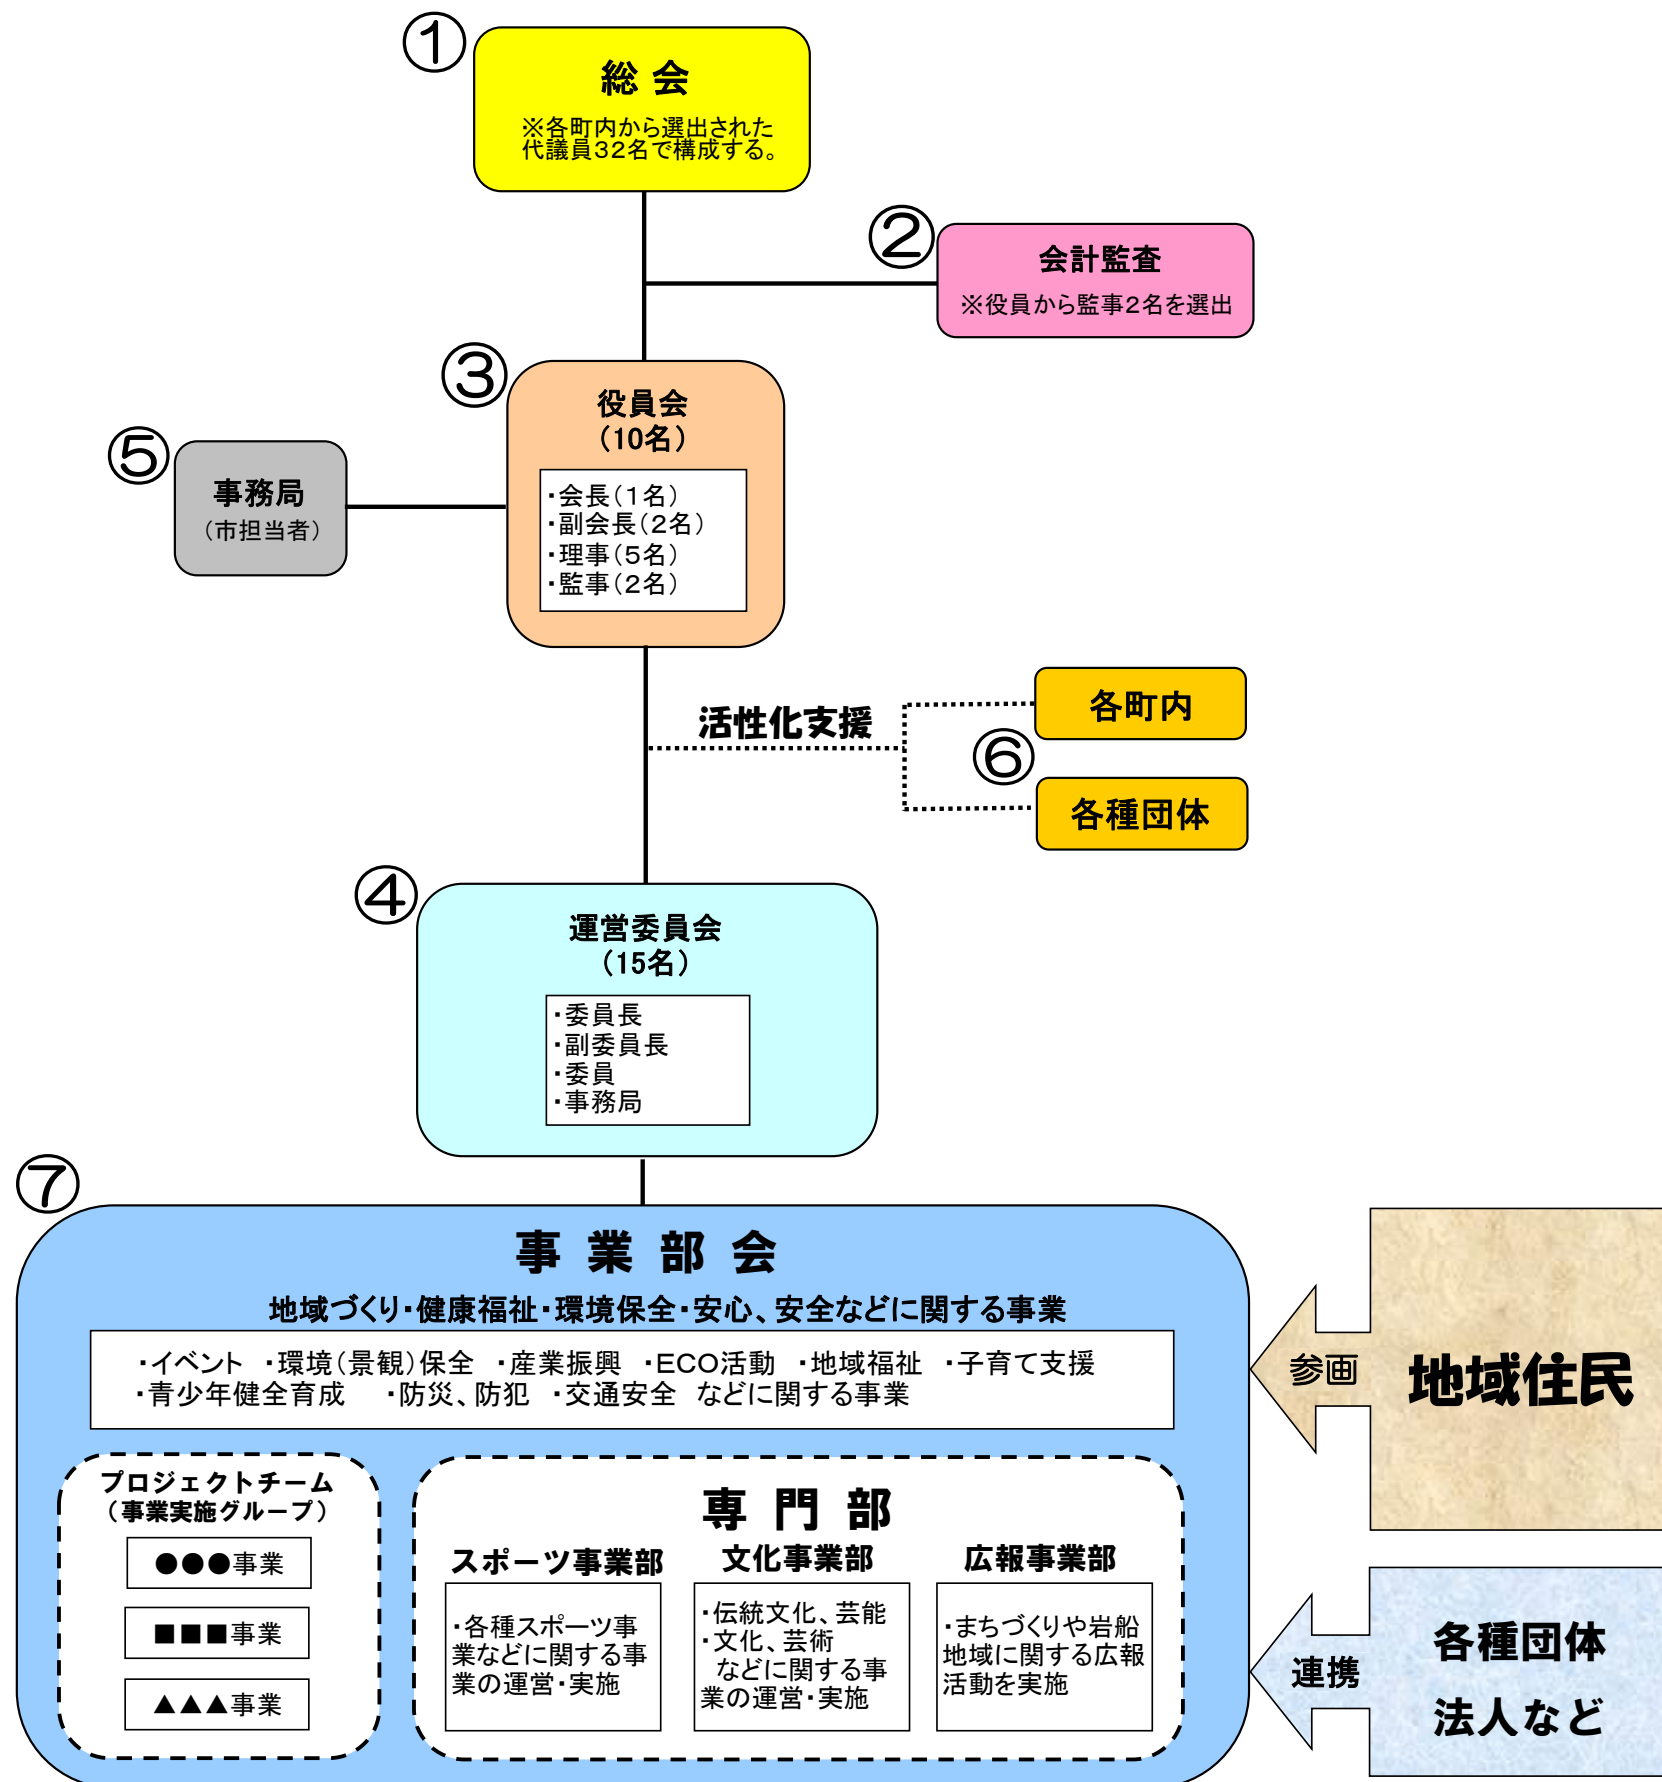 ①
総 会
※各町内から選出された
代議員32名で構成する。
②
会計監査
※役員から監事2名を選出
③
役員会
（10名）
・会長（1名）
・副会長（2名）
・理事（5名）
・監事（2名）
⑤
事務局
（市担当者）
活性化支援
各町内
⑥
各種団体
④
運営委員会
（15名）
・委員長
・副委員長
・委員
・事務局
⑦
事 業 部 会
地域づくり・健康福祉・環境保全・安心、安全などに関する事業
・イベント ・環境（景観）保全 ・産業振興 ・ECO活動 ・地域福祉 ・子育て支援
・青少年健全育成 ・防災、防犯 ・交通安全 などに関する事業
プロジェクトチーム
（事業実施グループ）
●●●事業
■■■事業
▲▲▲事業
専 門 部
スポーツ事業部
・各種スポーツ事
業などに関する事
業の運営・実施
文化事業部
・伝統文化、芸能
・文化、芸術
などに関する事
業の運営・実施
広報事業部
・まちづくりや岩船
地域に関する広報
活動を実施
参画
地域住民
連携
各種団体
法人など